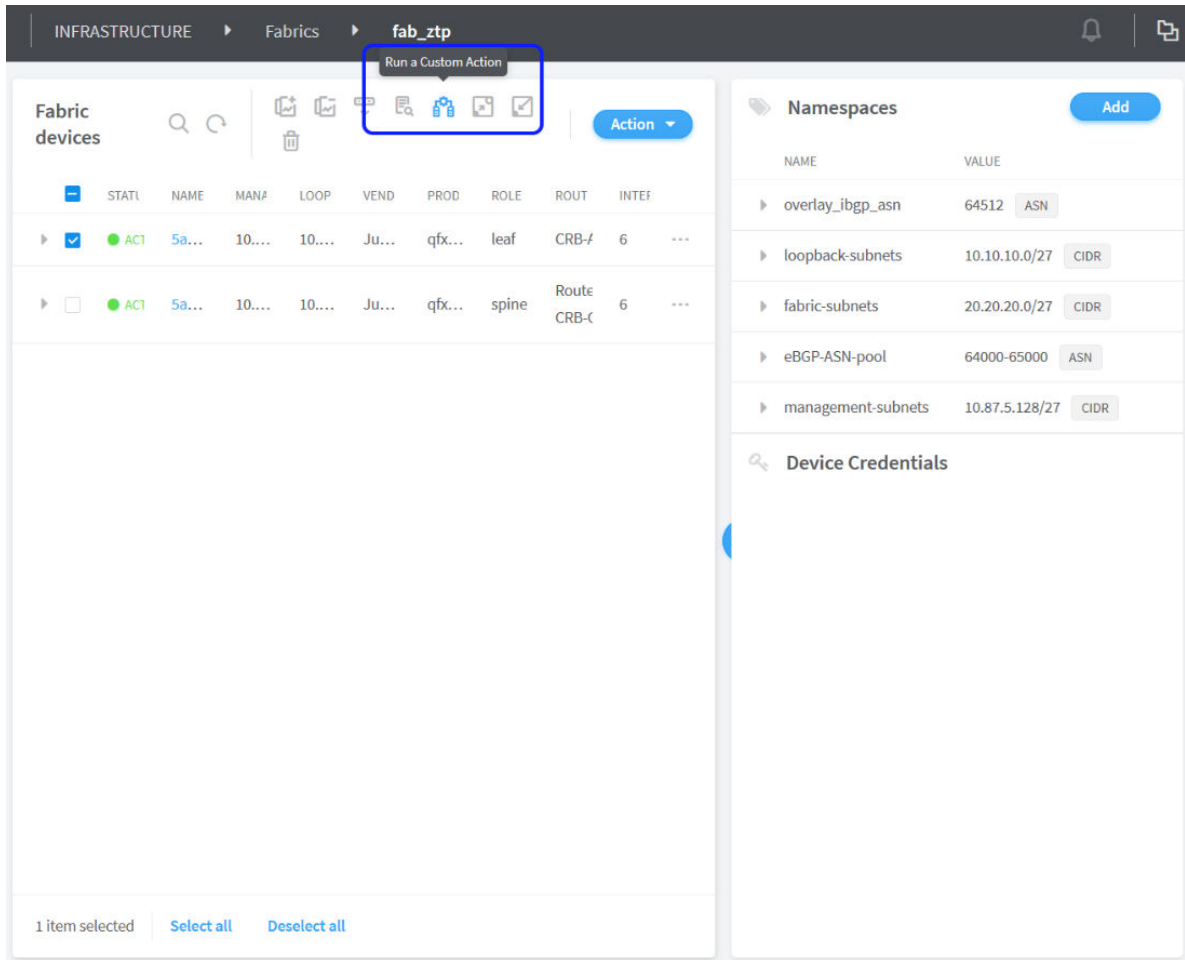 INFRASTRUCTURE Fabrics fab_ztp
Run a Custom Action
Fabric
devices
Action
STATU NAME MANA LOOP VEND PROD ROLE ROUT INTEF
ACT 5a... 10.... 10.... Ju... qfx... leaf CRB-A 6 ...
ACT 5a... 10.... 10.... Ju... qfx... spine Route
CRB-C 6 ...
1 item selected Select all Deselect all
Namespaces Add
NAME VALUE
overlay_ibgp_asn 64512 ASN
loopback-subnets 10.10.10.0/27 CIDR
fabric-subnets 20.20.20.0/27 CIDR
eBGP-ASN-pool 64000-65000 ASN
management-subnets 10.87.5.128/27 CIDR
Device Credentials